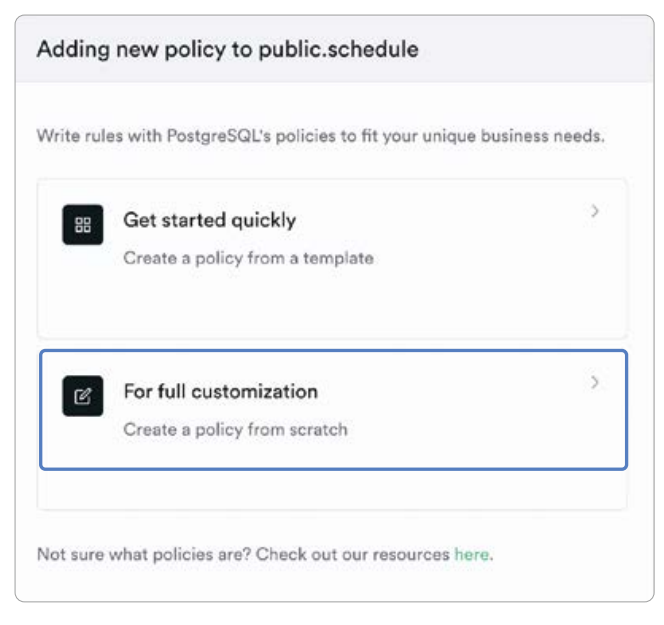 Adding new policy to public.schedule
Write rules with PostgreSQL's policies to fit your unique business needs.
Get started quickly
Create a policy from a template
For full customization
Create a policy from scratch
Not sure what policies are? Check out our resources here.